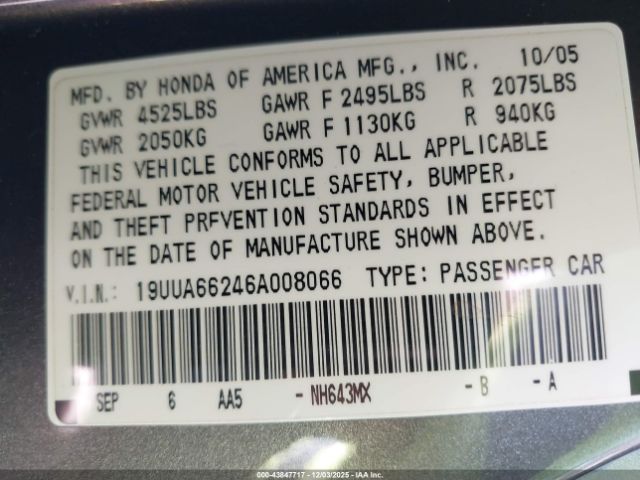 MFD. BY HONDA OF AMERICA MFG., INC. 10/05
GVWR 4525LBS GAWR F 2495LBS R 2075LBS
GVWR 2050KG GAWR F 1130KG R 940KG
THIS VEHICLE CONFORMS TO ALL APPLICABLE
FEDERAL MOTOR VEHICLE SAFETY, BUMPER,
AND THEFT PREVENTION STANDARDS IN EFFECT
ON THE DATE OF MANUFACTURE SHOWN ABOVE.
V.I.N.: 19UUA66246A008066 TYPE: PASSENGER CAR
SEP 6 AA5 -NH643MX -B -A
000-43847717 - 12/03/2025 - IAA Inc.